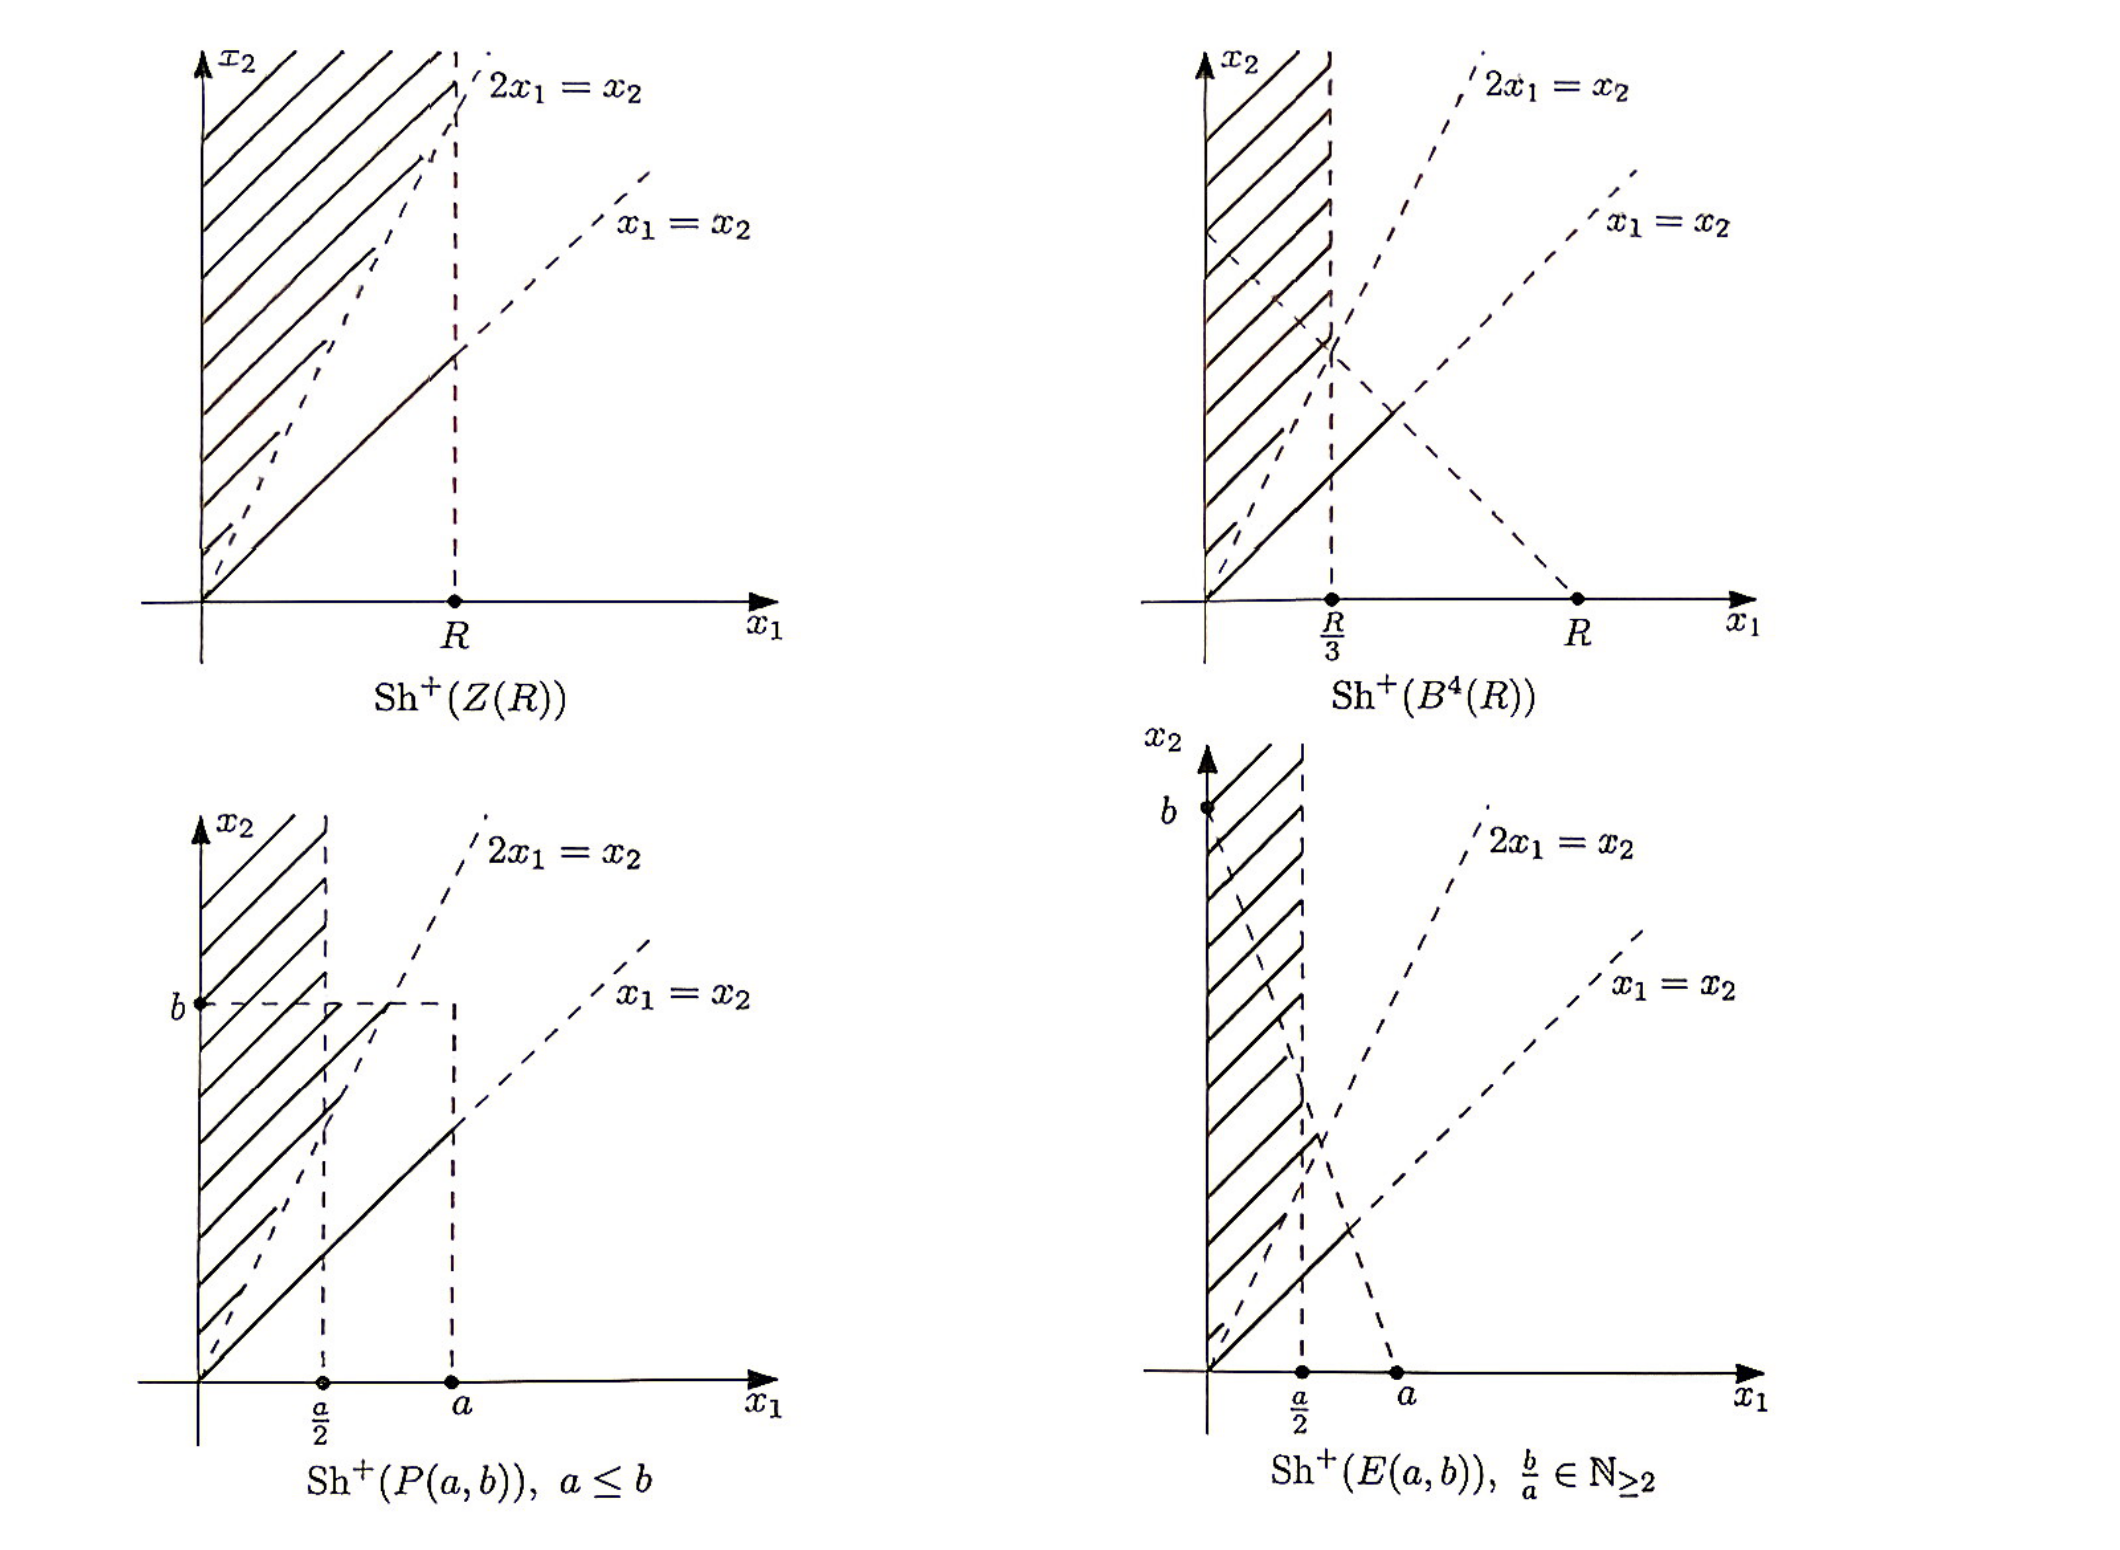 x₂
2x₁ = x₂
x₁ = x₂
R
x₁
Sh⁺(Z(R))
x₂
2x₁ = x₂
x₁ = x₂
R/3
R
x₁
Sh⁺(B⁴(R))
x₂
2x₁ = x₂
x₁ = x₂
b
a/2
a
x₁
Sh⁺(P(a, b)), a ≤ b
x₂
b
2x₁ = x₂
x₁ = x₂
a/2
a
x₁
Sh⁺(E(a, b)), b/a ∈ ℕ≥2